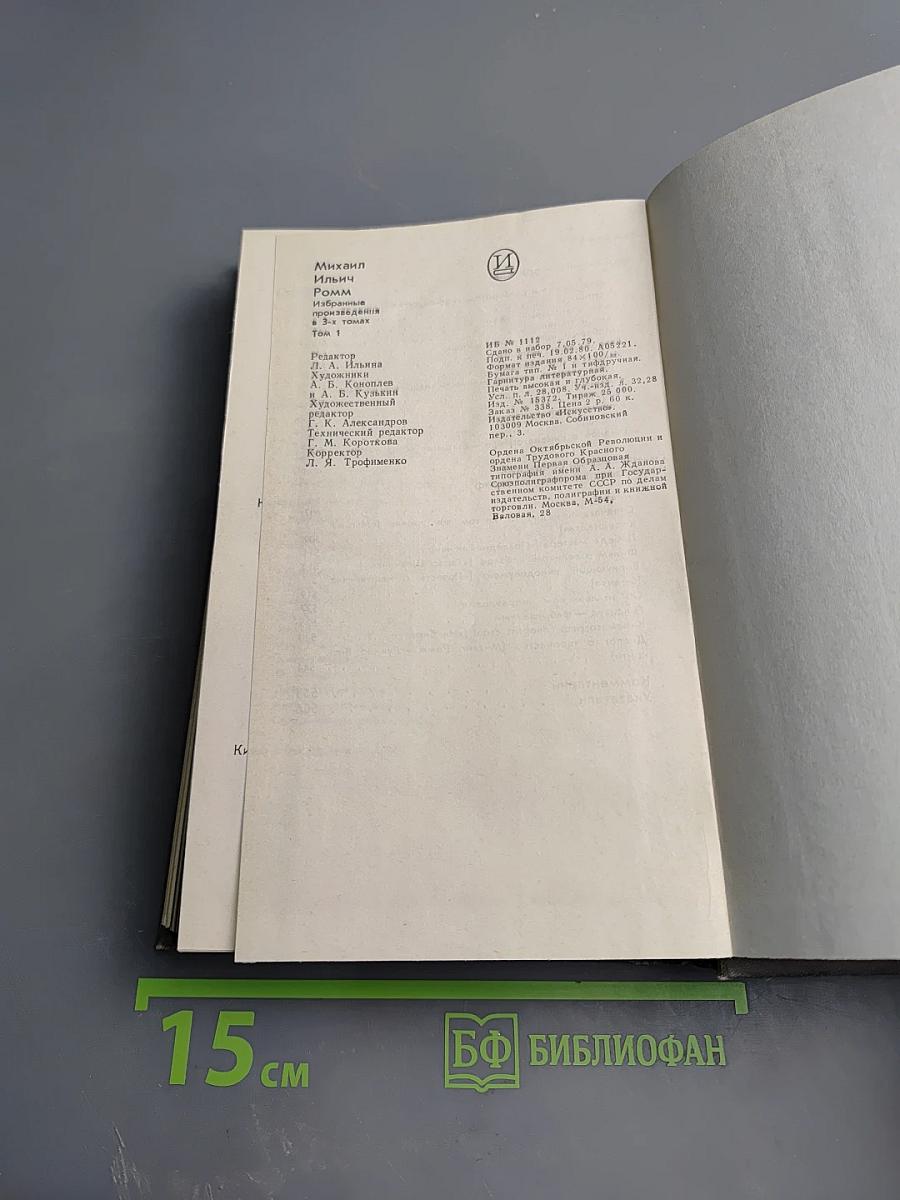 Михаил
Ильич
Ромм
Избранные
произведения
в 3-х томах
Том 1
Редактор
Л. А. Ильина
Художники
А. Б. Коноплев
и А. Б. Кузькин
Художественный
редактор
Г. К. Александров
Технический редактор
Г. М. Короткова
Корректор
Л. Я. Трофименко
И
ИБ № 1112
Сдано в набор 7.05.79.
Подп. к печ. 19.02.80. А05221.
Формат издания 84×100/32.
Бумага тип. № 1 и тифдручная.
Гарнитура литературная.
Печать высокая и глубокая.
Усл. п. л. 28,008. Уч.-изд. л. 32,28
Изд. № 15372. Тираж 25 000.
Заказ № 338. Цена 2 р. 60 к.
Издательство «Искусство»,
103009 Москва, Собиновский
пер., 3.
Ордена Октябрьской Революции и
ордена Трудового Красного
Знамени Первая Образцовая
типография имени А. А. Жданова
Союзполиграфпрома при Государ-
ственном комитете СССР по делам
издательств, полиграфии и книжной
торговли. Москва, М-54,
Валовая, 28
Ки
15 см
БФ БИБЛИОФАН